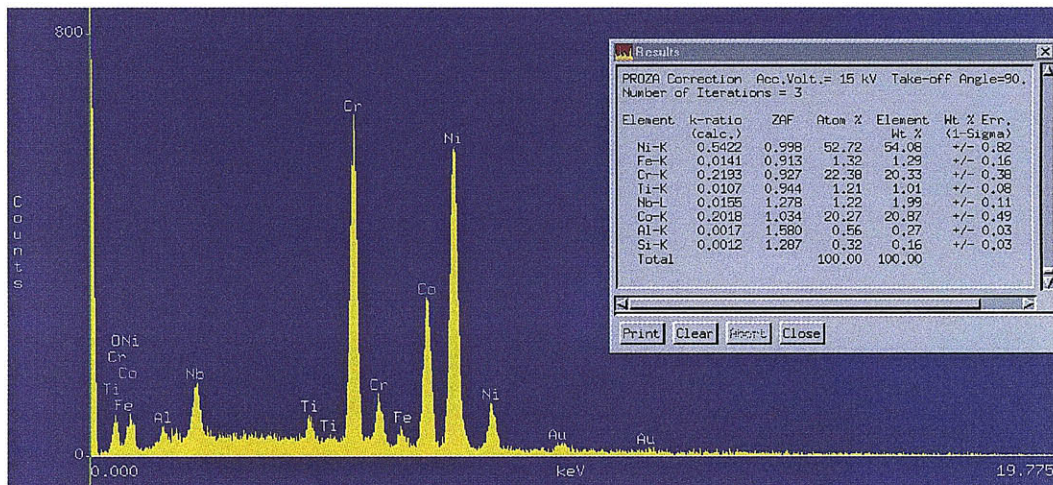 800
Counts
0
0.000
keV
19.775
ONi
Cr
Co
Ti
Fe
Al
Nb
Ti
Ti
Cr
Cr
Fe
Co
Ni
Ni
Au
Au
Results
PROZA Correction Acc.Volt.= 15 kV Take-off Angle=90.
Number of Iterations = 3
Element k-ratio ZAF Atom % Element Wt % Err.
(calc.) Wt % (1-Sigma)
Ni-K 0.5422 0.998 52.72 54.08 +/- 0.82
Fe-K 0.0141 0.913 1.32 1.29 +/- 0.16
Cr-K 0.2193 0.927 22.38 20.33 +/- 0.38
Ti-K 0.0107 0.944 1.21 1.01 +/- 0.08
Nb-L 0.0155 1.278 1.22 1.99 +/- 0.11
Co-K 0.2018 1.034 20.27 20.87 +/- 0.49
Al-K 0.0017 1.580 0.56 0.27 +/- 0.03
Si-K 0.0012 1.287 0.32 0.16 +/- 0.03
Total 100.00 100.00
Print Clear Abort Close